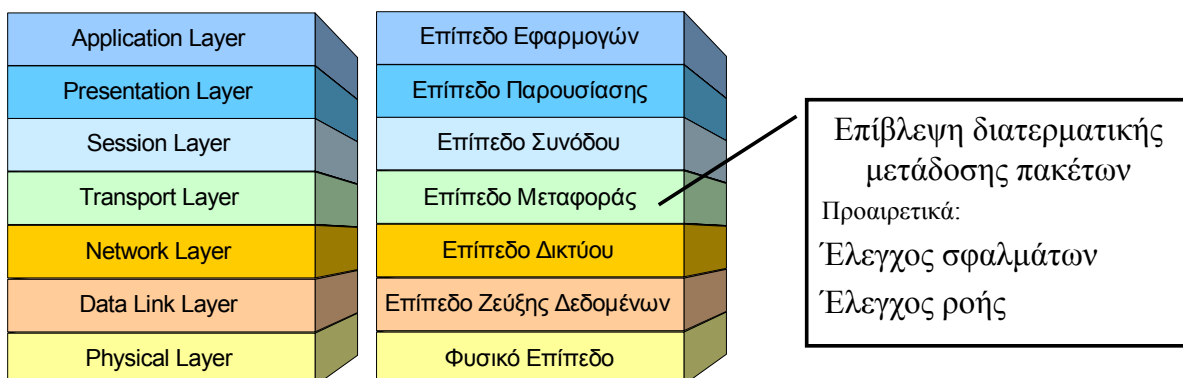 Application Layer
Presentation Layer
Session Layer
Transport Layer
Network Layer
Data Link Layer
Physical Layer
Επίπεδο Εφαρμογών
Επίπεδο Παρουσίασης
Επίπεδο Συνόδου
Επίπεδο Μεταφοράς
Επίπεδο Δικτύου
Επίπεδο Ζεύξης Δεδομένων
Φυσικό Επίπεδο
Επίβλεψη διατερματικής
μετάδοσης πακέτων
Προαιρετικά:
Έλεγχος σφαλμάτων
Έλεγχος ροής